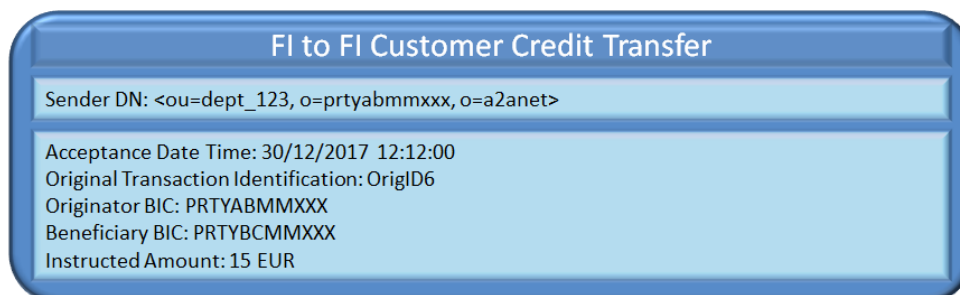 FI to FI Customer Credit Transfer
Sender DN: <ou=dept_123, o=prtyabmmxxx, o=a2anet>
Acceptance Date Time: 30/12/2017 12:12:00
Original Transaction Identification: OrigID6
Originator BIC: PRTYABMMXXX
Beneficiary BIC: PRTYBCMMXXX
Instructed Amount: 15 EUR